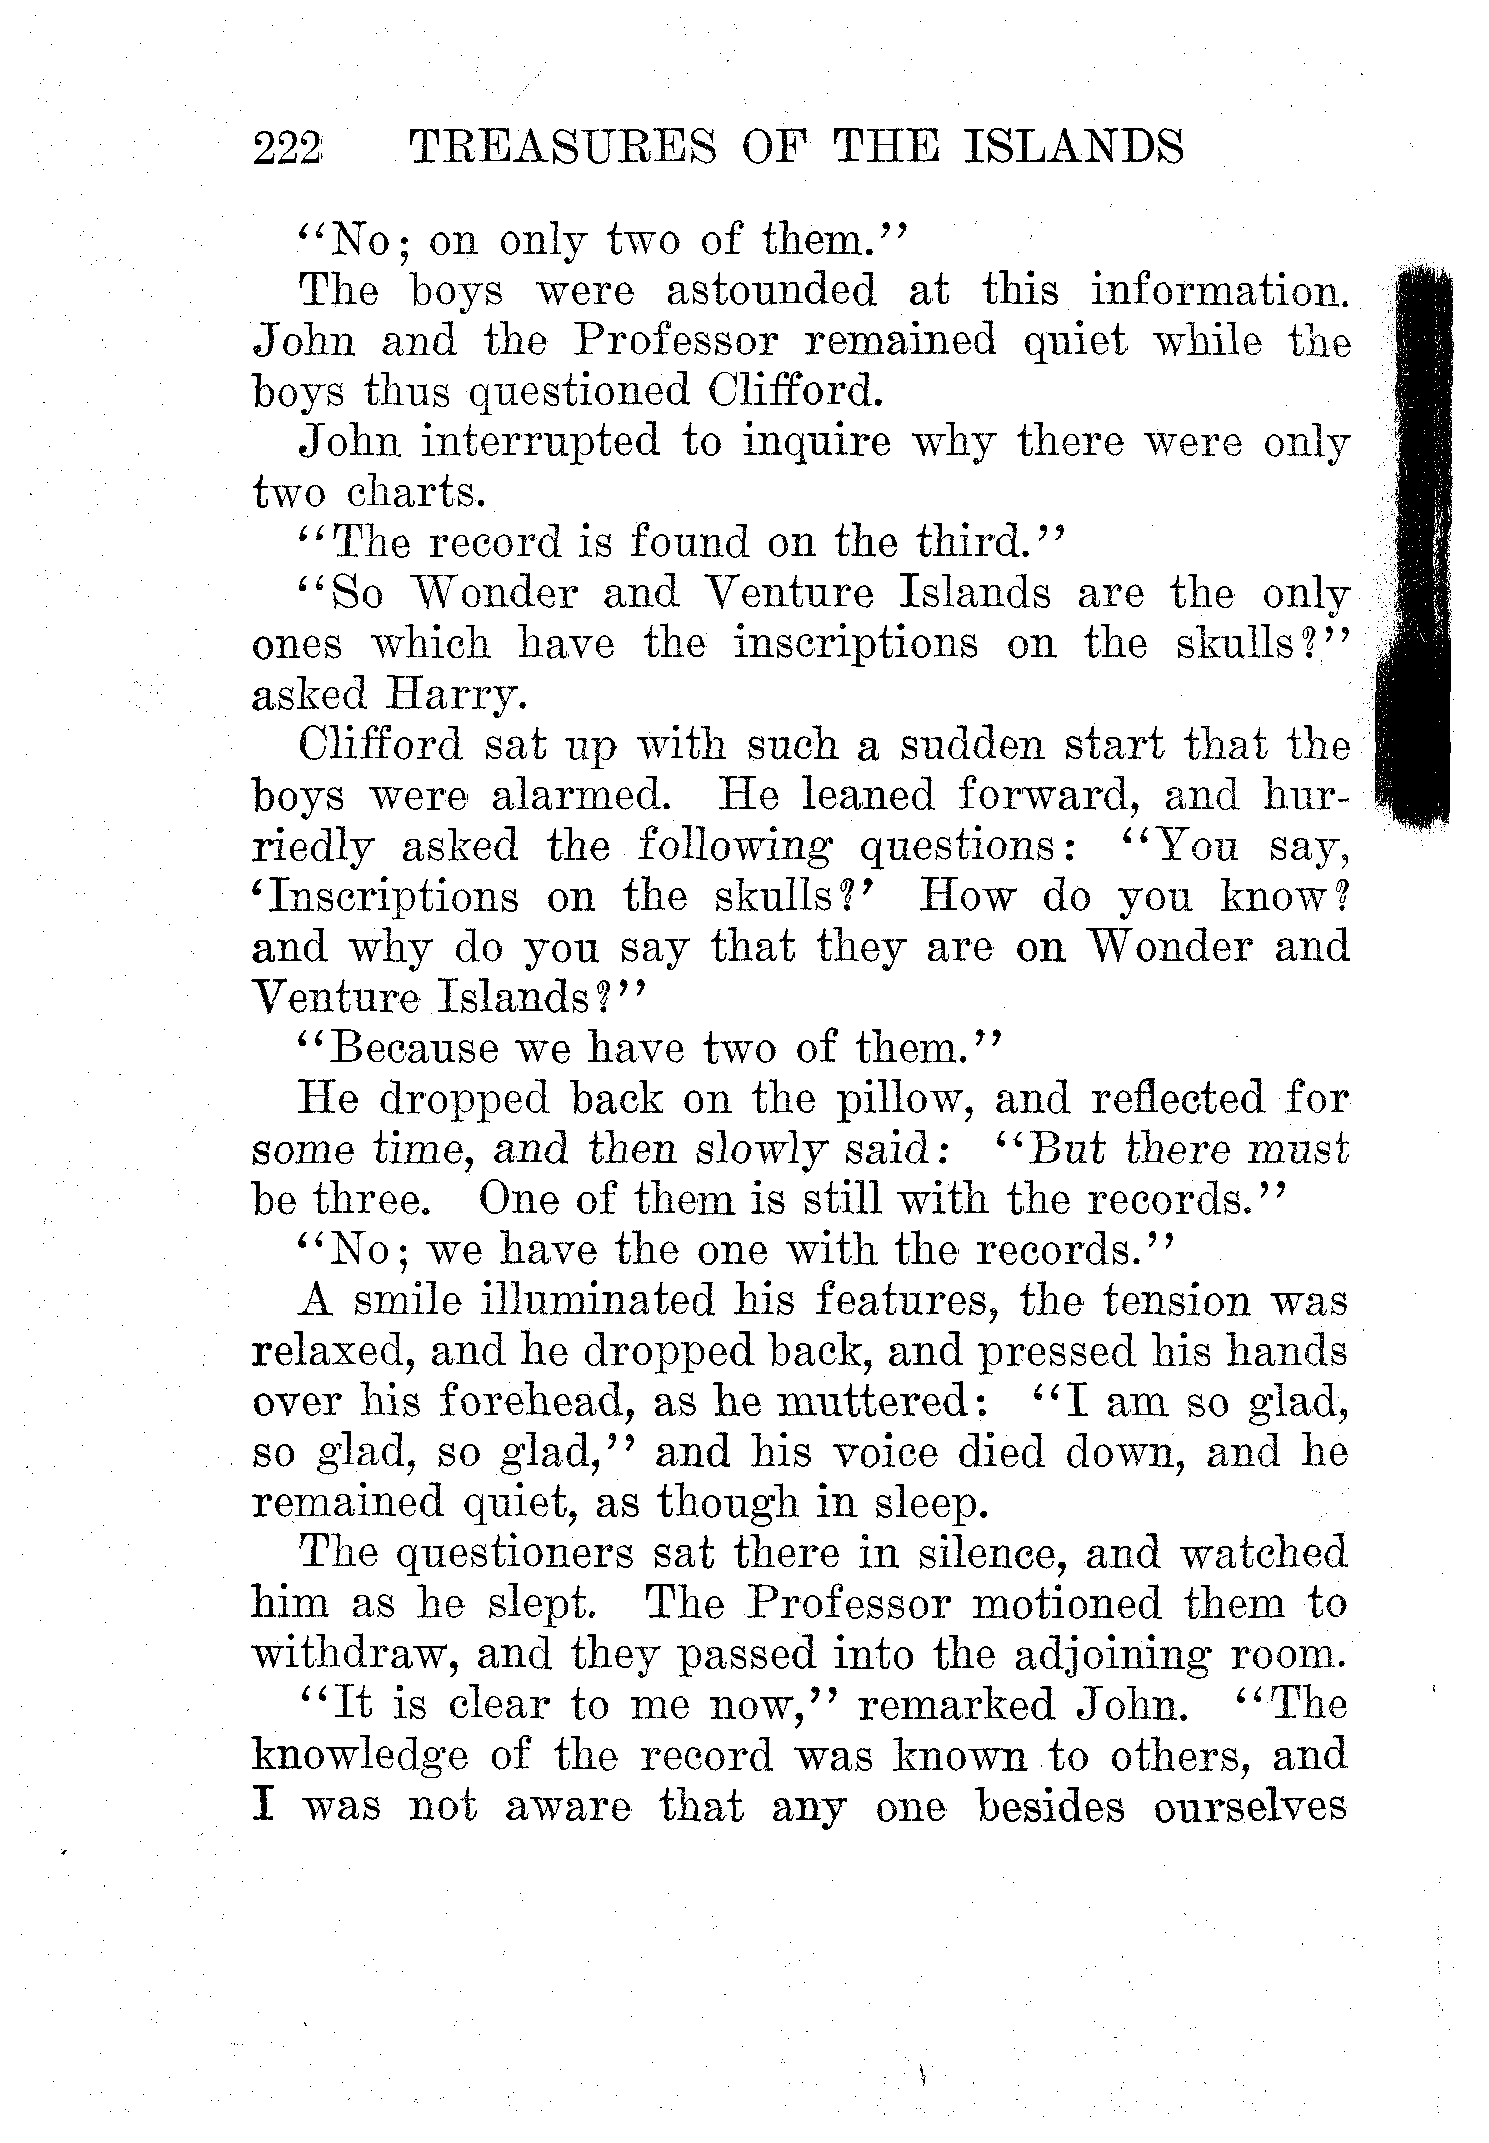 222 TREASURES OF THE ISLANDS
"No; on only two of them."
The boys were astounded at this information.
John and the Professor remained quiet while the
boys thus questioned Clifford.
John interrupted to inquire why there were only
two charts.
"The record is found on the third."
"So Wonder and Venture Islands are the only
ones which have the inscriptions on the skulls?"
asked Harry.
Clifford sat up with such a sudden start that the
boys were alarmed. He leaned forward, and hur-
riedly asked the following questions: "You say,
'Inscriptions on the skulls?' How do you know?
and why do you say that they are on Wonder and
Venture Islands?"
"Because we have two of them."
He dropped back on the pillow, and reflected for
some time, and then slowly said: "But there must
be three. One of them is still with the records."
"No; we have the one with the records."
A smile illuminated his features, the tension was
relaxed, and he dropped back, and pressed his hands
over his forehead, as he muttered: "I am so glad,
so glad, so glad," and his voice died down, and he
remained quiet, as though in sleep.
The questioners sat there in silence, and watched
him as he slept. The Professor motioned them to
withdraw, and they passed into the adjoining room.
"It is clear to me now," remarked John. "The
knowledge of the record was known to others, and
I was not aware that any one besides ourselves